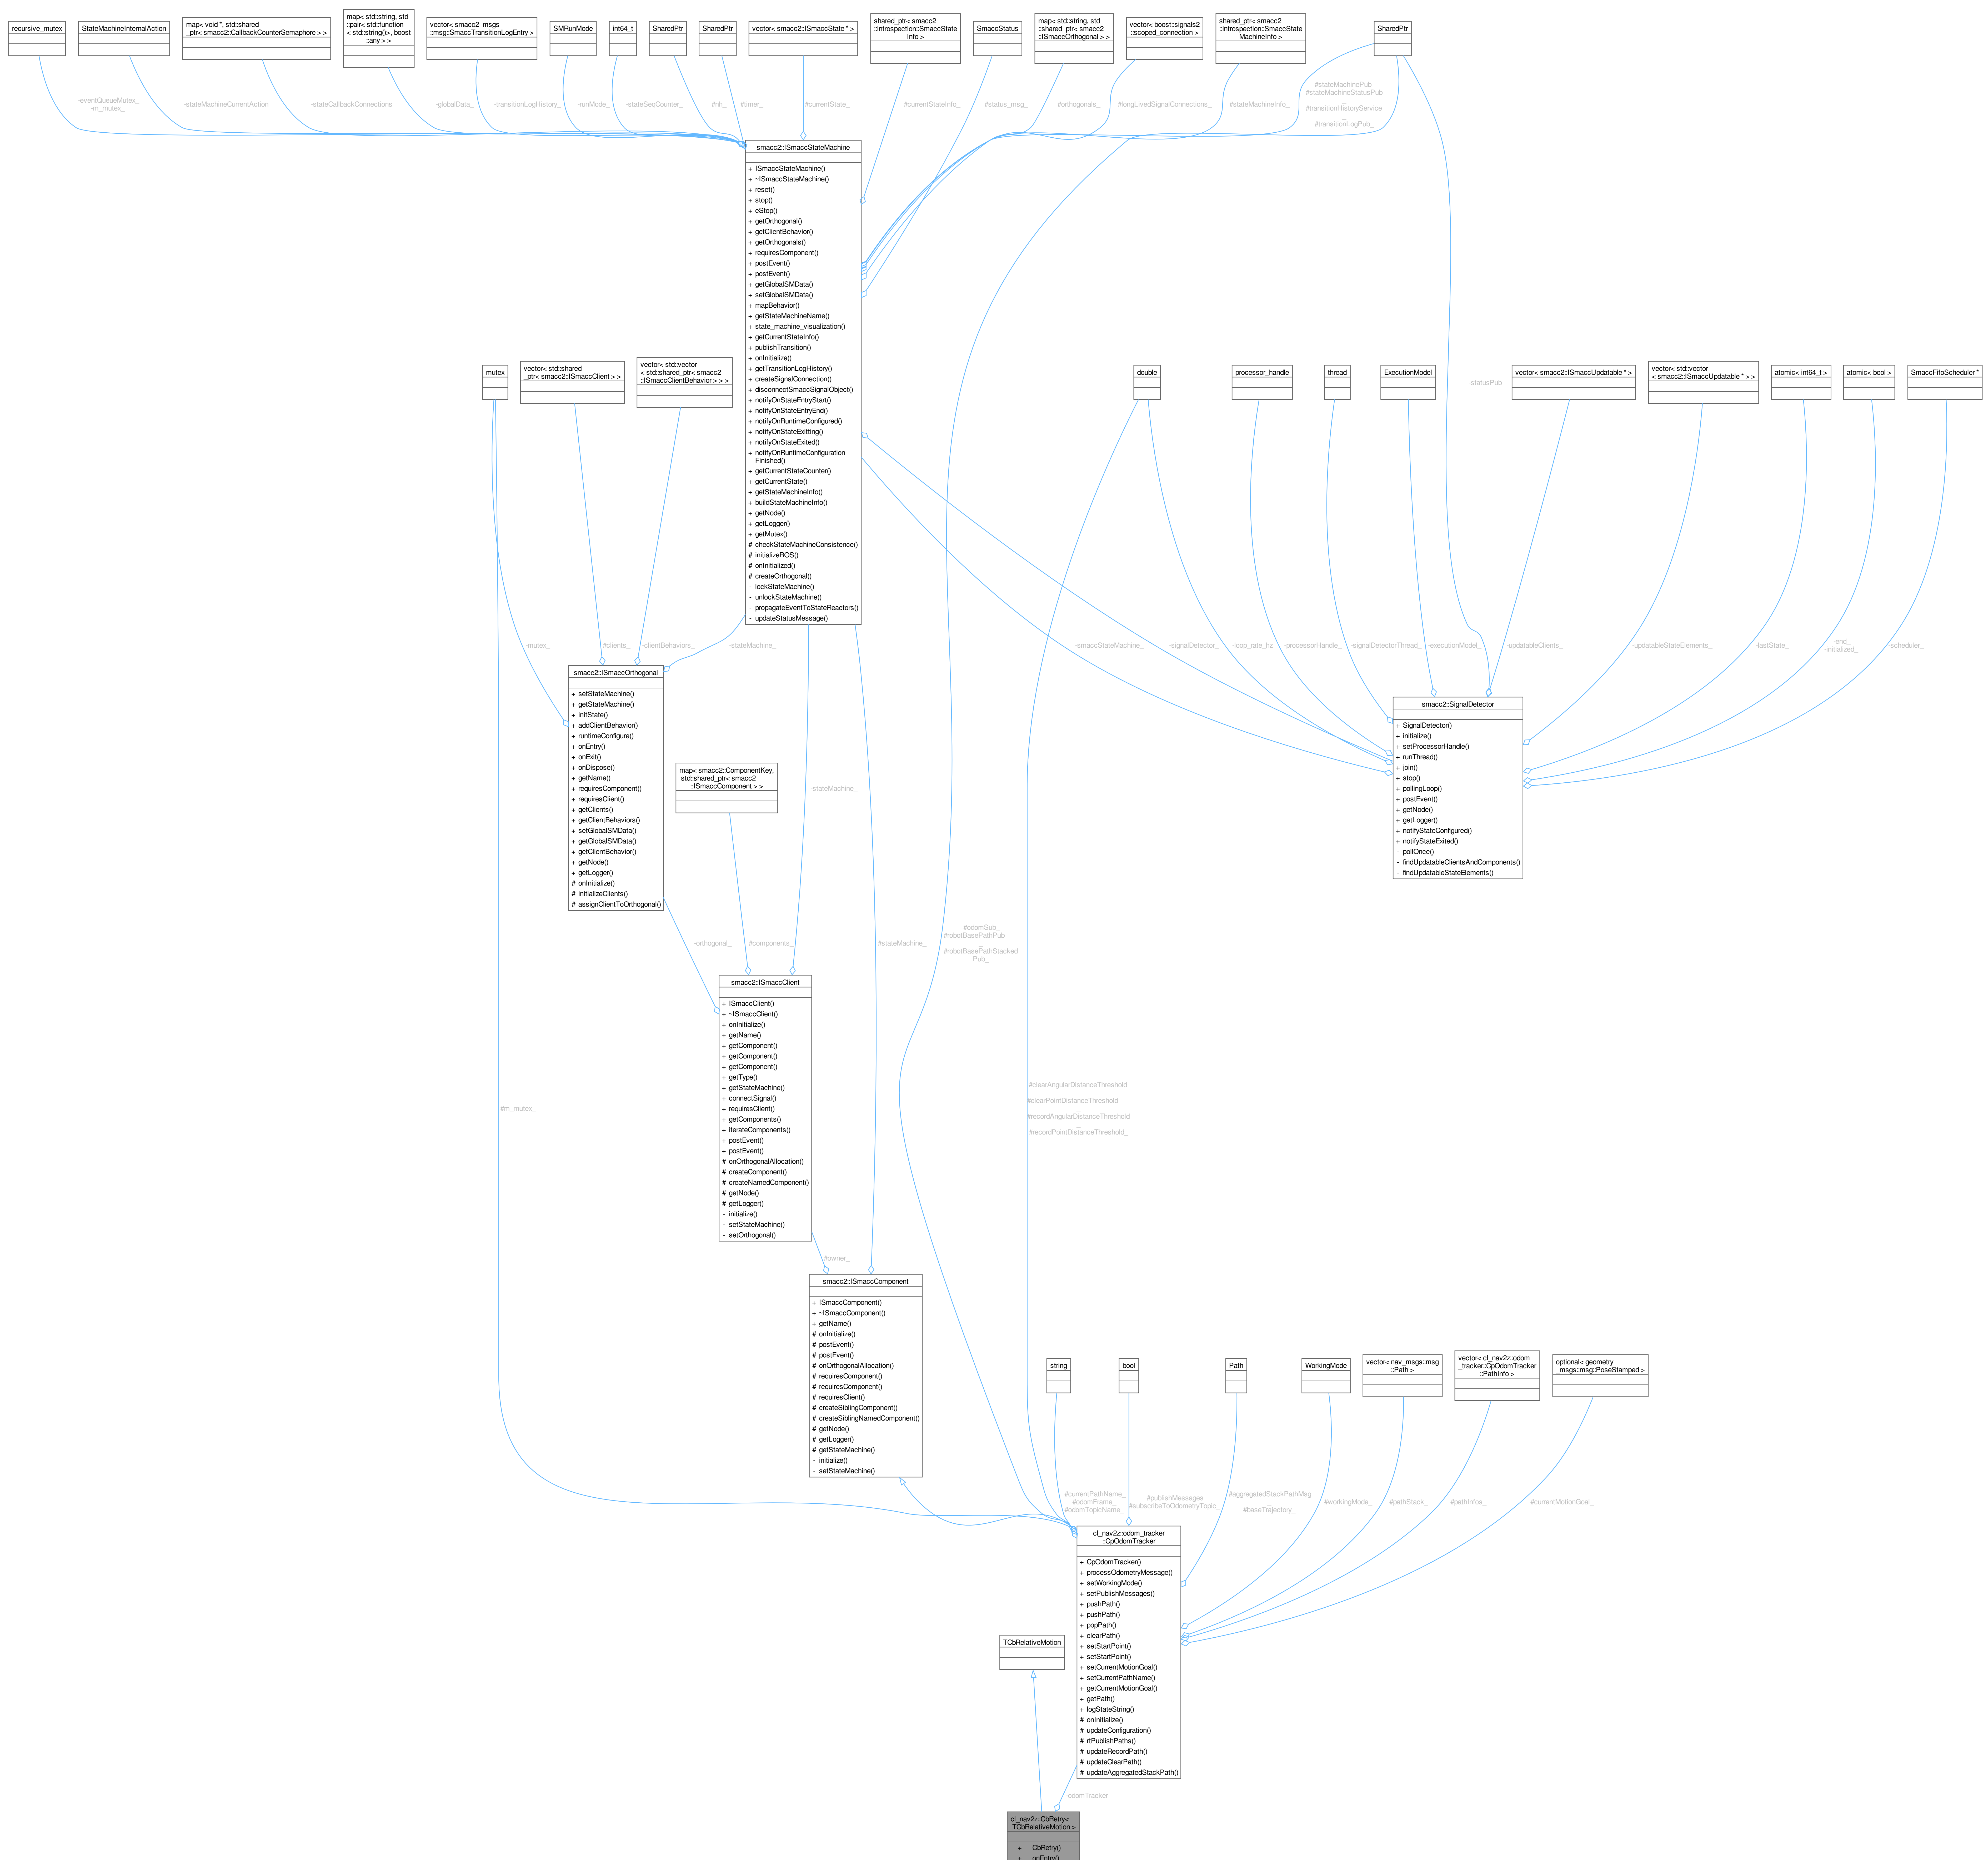 recursive_mutex
StateMachineInternalAction
map< void *, std::shared
_ptr< smacc2::CallbackCounterSemaphore > >
map< std::string, std
::pair< std::function
< std::string()>, boost
::any > >
vector< smacc2_msgs
::msg::SmaccTransitionLogEntry >
SMRunMode
int64_t
SharedPtr
SharedPtr
vector< smacc2::ISmaccState * >
shared_ptr< smacc2
::introspection::SmaccState
Info >
SmaccStatus
map< std::string, std
::shared_ptr< smacc2
::ISmaccOrthogonal > >
vector< boost::signals2
::scoped_connection >
shared_ptr< smacc2
::introspection::SmaccState
MachineInfo >
SharedPtr
-eventQueueMutex_
-m_mutex_
-stateMachineCurrentAction
-stateCallbackConnections
-globalData_
-transitionLogHistory_
-runMode_
-stateSeqCounter_
#nh_
#timer_
#currentState_
#currentStateInfo_
#status_msg_
#orthogonals_
#longLivedSignalConnections_
#stateMachineInfo_
#stateMachinePub_
#stateMachineStatusPub
_
#transitionHistoryService
_
#transitionLogPub_
smacc2::ISmaccStateMachine
+ ISmaccStateMachine()
+ ~ISmaccStateMachine()
+ reset()
+ stop()
+ eStop()
+ getOrthogonal()
+ getClientBehavior()
+ getOrthogonals()
+ requiresComponent()
+ postEvent()
+ postEvent()
+ getGlobalSMData()
+ setGlobalSMData()
+ mapBehavior()
+ getStateMachineName()
+ state_machine_visualization()
+ getCurrentStateInfo()
+ publishTransition()
+ onInitialize()
+ getTransitionLogHistory()
+ createSignalConnection()
+ disconnectSmaccSignalObject()
+ notifyOnStateEntryStart()
+ notifyOnStateEntryEnd()
+ notifyOnRuntimeConfigured()
+ notifyOnStateExitting()
+ notifyOnStateExited()
+ notifyOnRuntimeConfiguration
Finished()
+ getCurrentStateCounter()
+ getCurrentState()
+ getStateMachineInfo()
+ buildStateMachineInfo()
+ getNode()
+ getLogger()
+ getMutex()
# checkStateMachineConsistence()
# initializeROS()
# onInitialized()
# createOrthogonal()
- lockStateMachine()
- unlockStateMachine()
- propagateEventToStateReactors()
- updateStatusMessage()
mutex
vector< std::shared
_ptr< smacc2::ISmaccClient > >
vector< std::vector
< std::shared_ptr< smacc2
::ISmaccClientBehavior > > >
double
processor_handle
thread
ExecutionModel
-statusPub_
vector< smacc2::ISmaccUpdatable * >
vector< std::vector
< smacc2::ISmaccUpdatable * > >
atomic< int64_t >
atomic< bool >
SmaccFifoScheduler *
-mutex_
#clients_
-clientBehaviors_
-stateMachine_
-smaccStateMachine_
-signalDetector_
-loop_rate_hz
-processorHandle_
-signalDetectorThread_
-executionModel_
-updatableClients_
-updatableStateElements_
-lastState_
-end_
-initialized_
-scheduler_
smacc2::ISmaccOrthogonal
+ setStateMachine()
+ getStateMachine()
+ initState()
+ addClientBehavior()
+ runtimeConfigure()
+ onEntry()
+ onExit()
+ onDispose()
+ getName()
+ requiresComponent()
+ requiresClient()
+ getClients()
+ getClientBehaviors()
+ setGlobalSMData()
+ getGlobalSMData()
+ getClientBehavior()
+ getNode()
+ getLogger()
# onInitialize()
# initializeClients()
# assignClientToOrthogonal()
smacc2::SignalDetector
+ SignalDetector()
+ initialize()
+ setProcessorHandle()
+ runThread()
+ join()
+ stop()
+ pollingLoop()
+ postEvent()
+ getNode()
+ getLogger()
+ notifyStateConfigured()
+ notifyStateExited()
- pollOnce()
- findUpdatableClientsAndComponents()
- findUpdatableStateElements()
map< smacc2::ComponentKey,
std::shared_ptr< smacc2
::ISmaccComponent > >
-stateMachine_
-orthogonal_
#components_
#stateMachine_
#odomSub_
#robotBasePathPub
_
#robotBasePathStacked
Pub_
smacc2::ISmaccClient
+ ISmaccClient()
+ ~ISmaccClient()
+ onInitialize()
+ getName()
+ getComponent()
+ getComponent()
+ getComponent()
+ getType()
+ getStateMachine()
+ connectSignal()
+ requiresClient()
+ getComponents()
+ iterateComponents()
+ postEvent()
+ postEvent()
# onOrthogonalAllocation()
# createComponent()
# createNamedComponent()
# getNode()
# getLogger()
- initialize()
- setStateMachine()
- setOrthogonal()
#m_mutex_
#clearAngularDistanceThreshold
_
#clearPointDistanceThreshold
_
#recordAngularDistanceThreshold
_
#recordPointDistanceThreshold_
#owner_
smacc2::ISmaccComponent
+ ISmaccComponent()
+ ~ISmaccComponent()
+ getName()
# onInitialize()
# postEvent()
# postEvent()
# onOrthogonalAllocation()
# requiresComponent()
# requiresComponent()
# requiresClient()
# createSiblingComponent()
# createSiblingNamedComponent()
# getNode()
# getLogger()
# getStateMachine()
- initialize()
- setStateMachine()
string
bool
Path
WorkingMode
vector< nav_msgs::msg
::Path >
vector< cl_nav2z::odom
_tracker::CpOdomTracker
::PathInfo >
optional< geometry
_msgs::msg::PoseStamped >
#currentPathName_
#odomFrame_
#odomTopicName_
#publishMessages
#subscribeToOdometryTopic_
#aggregatedStackPathMsg
_
#baseTrajectory_
#workingMode_
#pathStack_
#pathInfos_
#currentMotionGoal_
cl_nav2z::odom_tracker
::CpOdomTracker
+ CpOdomTracker()
+ processOdometryMessage()
+ setWorkingMode()
+ setPublishMessages()
+ pushPath()
+ pushPath()
+ popPath()
+ clearPath()
+ setStartPoint()
+ setStartPoint()
+ setCurrentMotionGoal()
+ setCurrentPathName()
+ getCurrentMotionGoal()
+ getPath()
+ logStateString()
# onInitialize()
# updateConfiguration()
# rtPublishPaths()
# updateRecordPath()
# updateClearPath()
# updateAggregatedStackPath()
TCbRelativeMotion
-odomTracker_
cl_nav2z::CbRetry<
TCbRelativeMotion >
+ CbRetry()
+ onEntry()